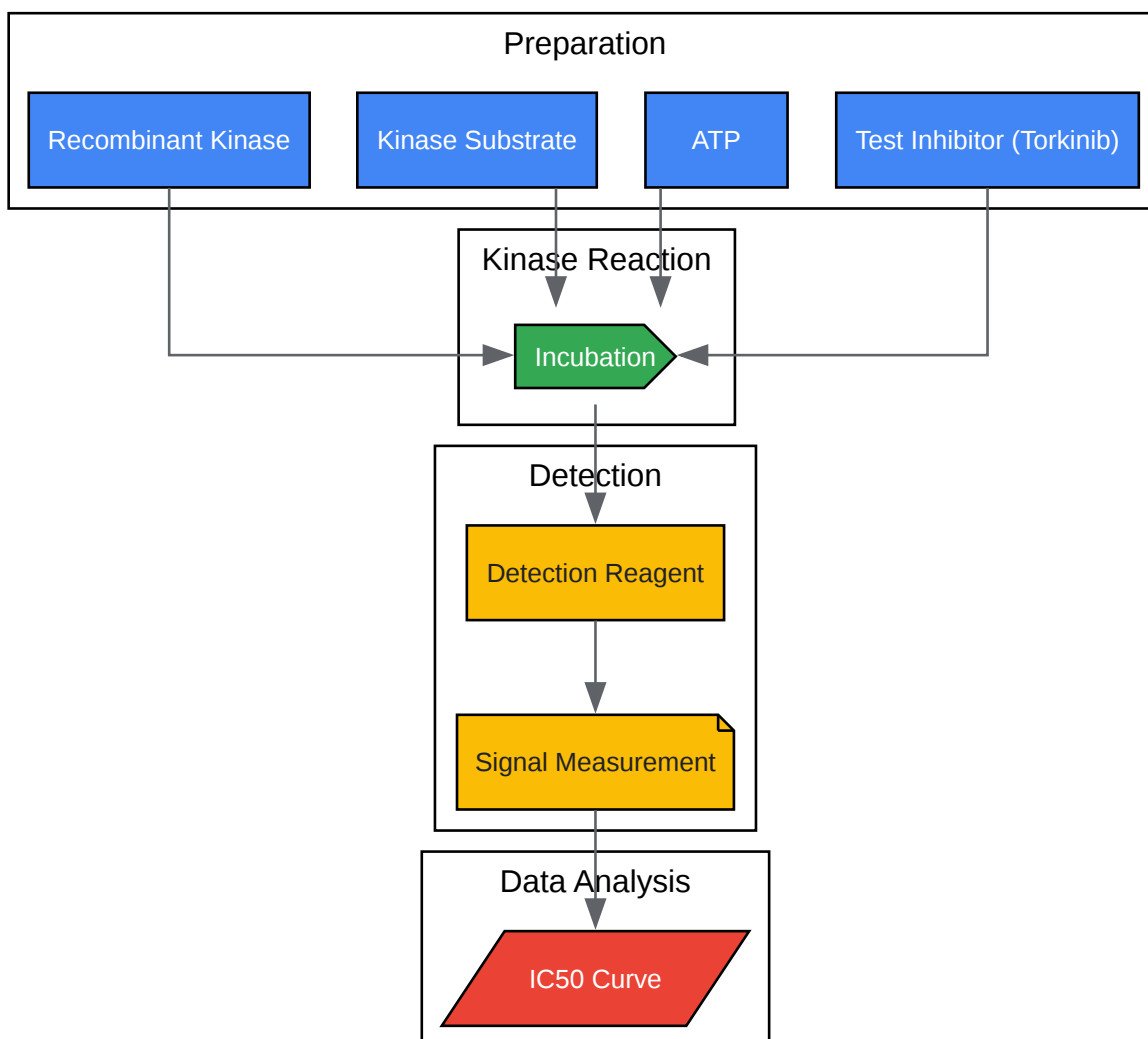 Preparation
Recombinant Kinase
Kinase Substrate
ATP
Test Inhibitor (Torkinib)
Kinase Reaction
Incubation
Detection
Detection Reagent
Signal Measurement
Data Analysis
IC50 Curve